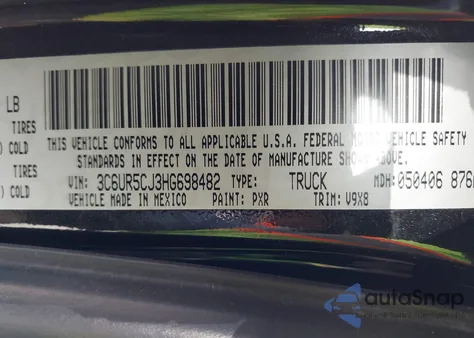 LB
TIRES
COLD
TIRES
COLD
THIS VEHICLE CONFORMS TO ALL APPLICABLE U.S.A. FEDERAL MOTOR VEHICLE SAFETY
STANDARDS IN EFFECT ON THE DATE OF MANUFACTURE SHOWN ABOVE.
VIN: 3C6UR5CJ3HG698482 TYPE: TRUCK MDH:050406 876
VEHICLE MADE IN MEXICO PAINT: PXR TRIM: V9X8
autoSnap